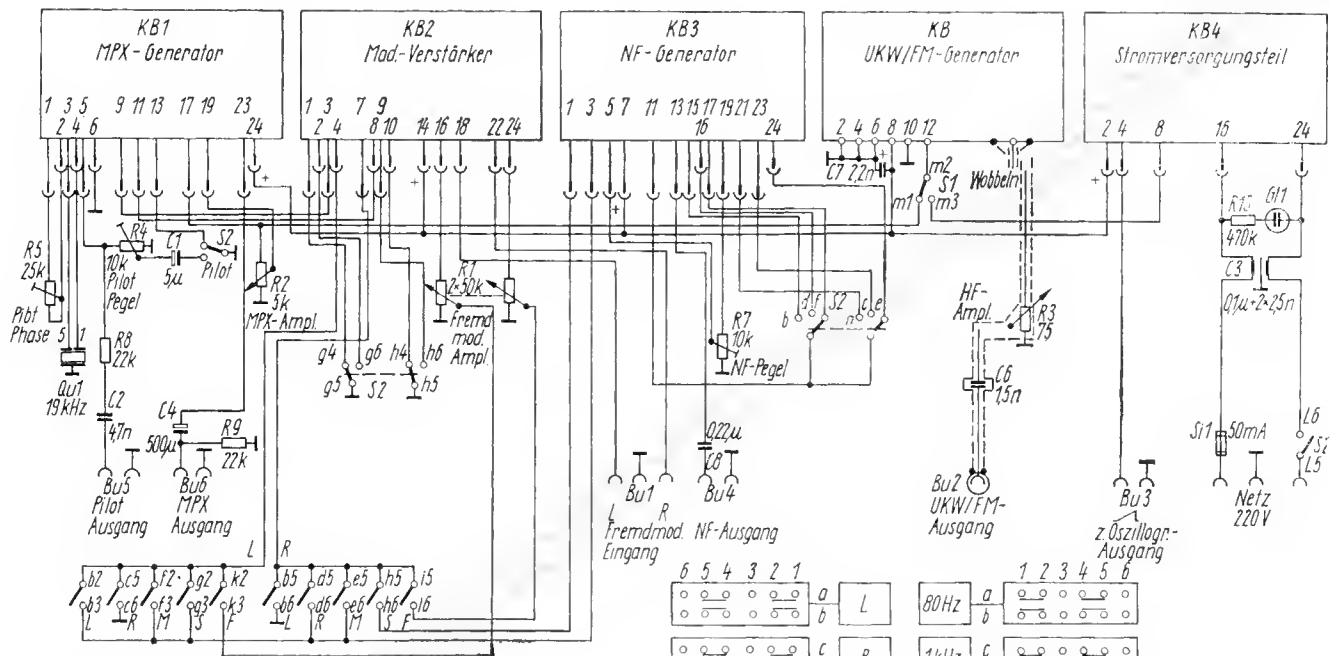 KB1
MPX-Generator
KB2
Mod.-Verstärker
KB3
NF-Generator
KB
UKW/FM-Generator
KB4
Stromversorgungsteil
1 3 5 9 11 13 17 19 23
2 4 6 24
1 3 7 9
2 4 8 10 14 16 18 22 24
1 3 5 7 11 13 15 17 19 21 23
16 24
2 4 6 8 10 12
2 4 8 16 24
+
+
+
+
+
C7 2,2n
Wobbeln
m2
S1
m1
m3
R5
25k
R4
10k
Pilot
Pegel
C1
5µ
S2
Pilot
R2
5k
MPX-Ampl.
R1
2×50k
Fremd
mod.
Ampl.
Phase
5 1
Qu1
19kHz
R8
22k
C2
4,7n
C4
500µ
R9
22k
g4 g6
g5
S2
h4 h6
h5
b d f S2 c e
n
R7
10k
NF-Pegel
0,22µ
C8
HF-
Ampl.
R3
75
C6
1,5n
470k
Gl1
C3
0,1µ+2×2,5n
Si1 50mA
L6
L5
Bu5
Pilot
Ausgang
Bu6
MPX
Ausgang
Bu1
L R
Fremdmod.
Eingang
Bu4
NF-Ausgang
Bu2
UKW/FM-
Ausgang
Bu3
z. Oszillogr.-
Ausgang
Netz
220V
L R
b2 c5 f2 g2 k2
b3 c6 f3 g3 k3
L R M S F
b5 d5 e5 h5 i5
b6 d6 e6 h6 i6
L R M S F
6 5 4 3 2 1
a
b
L
80Hz
a
b
1 2 3 4 5 6
c
R
1kHz
c